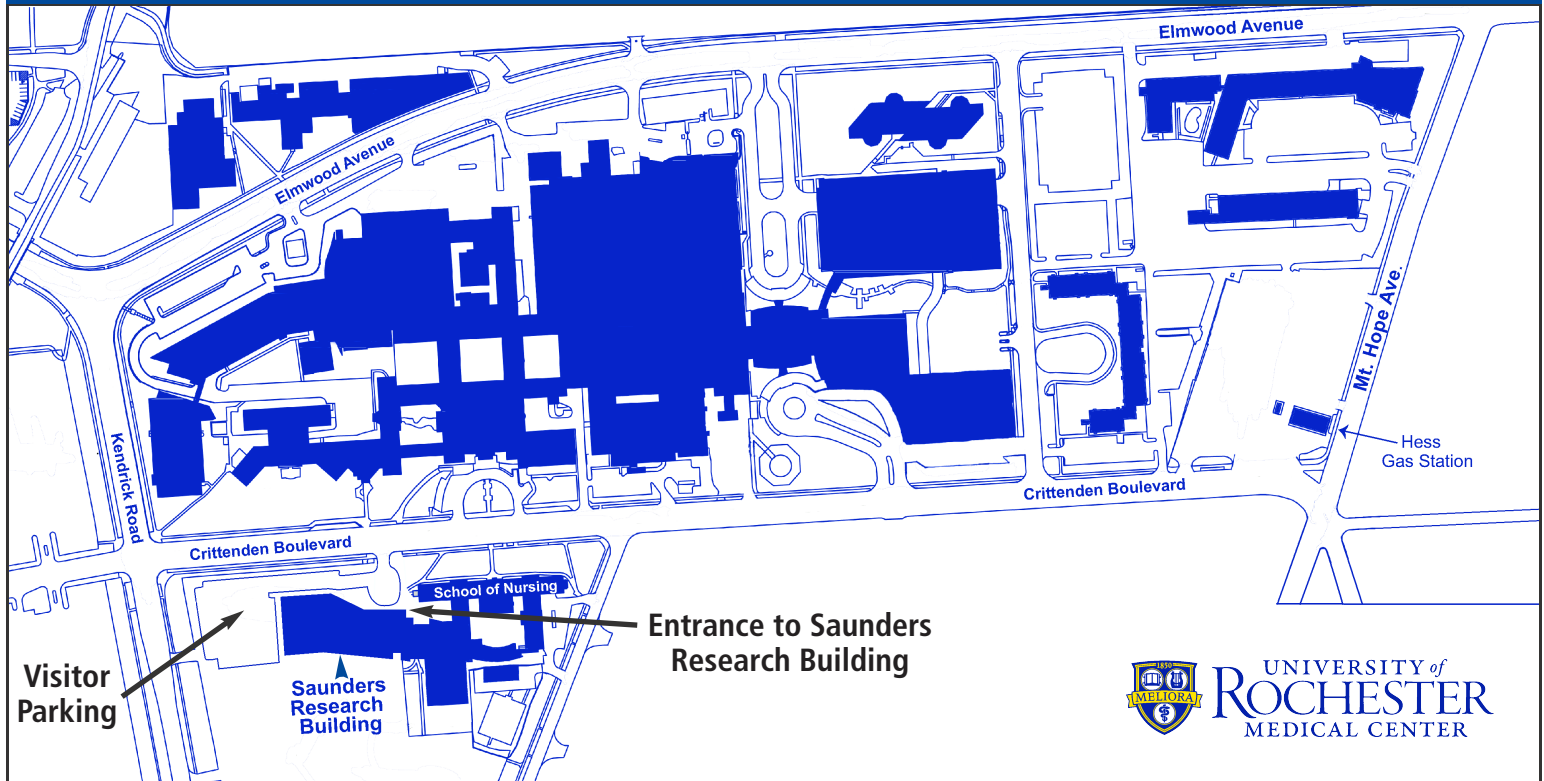 Elmwood Avenue
Elmwood Avenue
Mt. Hope Ave.
Kendrick Road
Hess
Gas Station
Crittenden Boulevard
Crittenden Boulevard
School of Nursing
Entrance to Saunders
Research Building
Visitor
Parking
Saunders
Research
Building
1850
MELIORA
UNIVERSITY of
ROCHESTER
MEDICAL CENTER